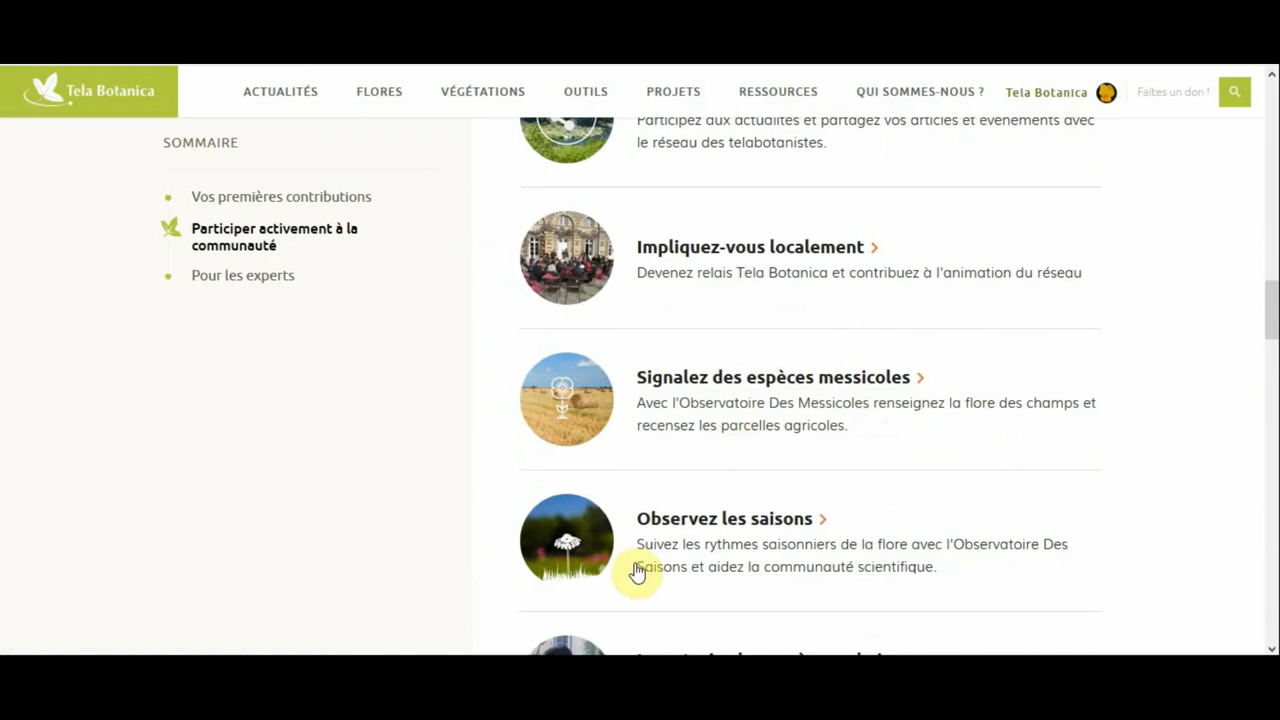 Tela Botanica
ACTUALITÉS FLORES VÉGÉTATIONS OUTILS PROJETS RESSOURCES QUI SOMMES-NOUS ? Tela Botanica Faites un don !
SOMMAIRE
Vos premières contributions
Participer activement à la
communauté
Pour les experts
Participez aux actualités et partagez vos articles et évènements avec
le réseau des telabotanistes.
Impliquez-vous localement
Devenez relais Tela Botanica et contribuez à l'animation du réseau
Signalez des espèces messicoles
Avec l'Observatoire Des Messicoles renseignez la flore des champs et
recensez les parcelles agricoles.
Observez les saisons
Suivez les rythmes saisonniers de la flore avec l'Observatoire Des
Saisons et aidez la communauté scientifique.